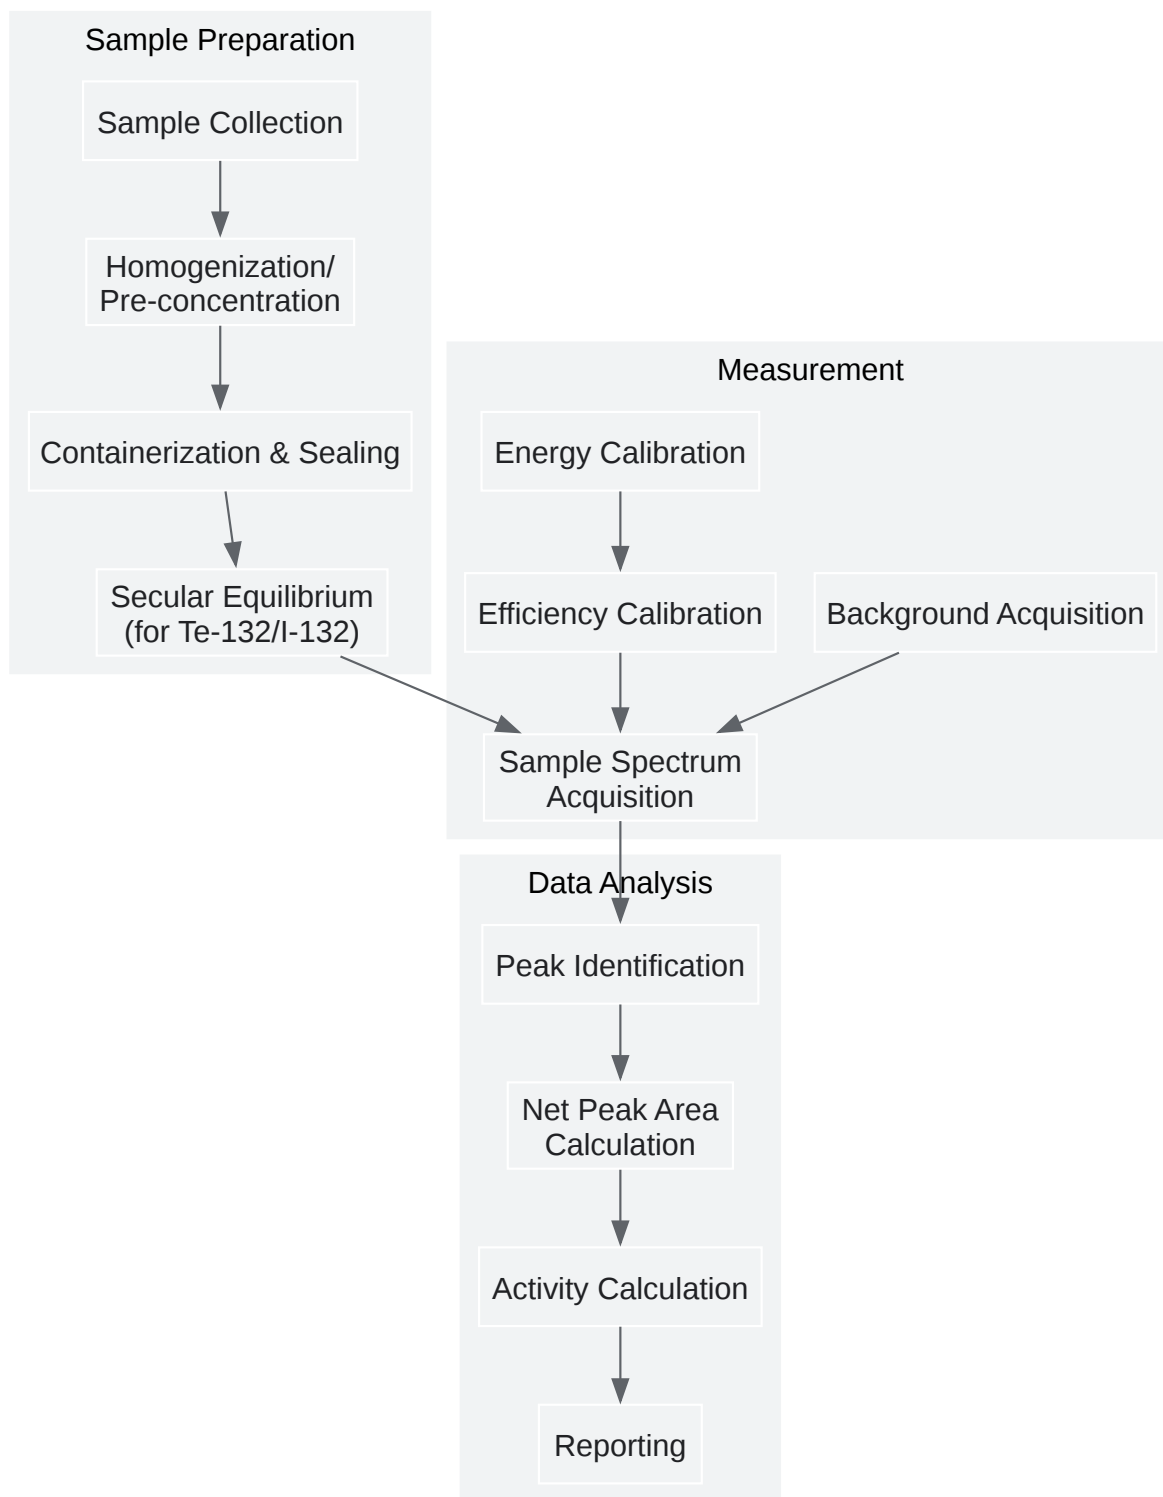 Sample Preparation
Sample Collection
Homogenization/
Pre-concentration
Containerization & Sealing
Secular Equilibrium
(for Te-132/I-132)
Measurement
Energy Calibration
Efficiency Calibration
Background Acquisition
Sample Spectrum
Acquisition
Data Analysis
Peak Identification
Net Peak Area
Calculation
Activity Calculation
Reporting